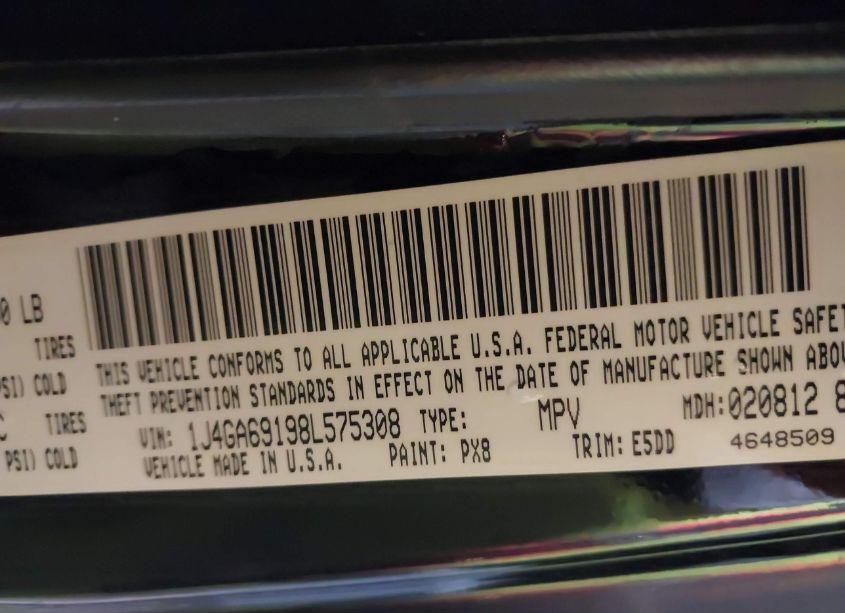 0 LB
TIRES
PSI) COLD
C TIRES
PSI) COLD
THIS VEHICLE CONFORMS TO ALL APPLICABLE U.S.A. FEDERAL MOTOR VEHICLE SAFET
THEFT PREVENTION STANDARDS IN EFFECT ON THE DATE OF MANUFACTURE SHOWN ABOV
VIN: 1J4GA69198L575308 TYPE: MPV MDH:020812 8
VEHICLE MADE IN U.S.A. PAINT: PX8 TRIM: E5DD 4648509